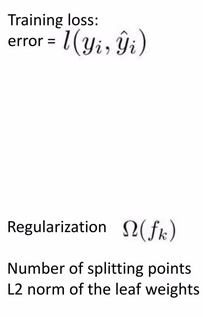 Training loss:
error = l(yᵢ, ŷᵢ)
Regularization Ω(fₖ)
Number of splitting points
L2 norm of the leaf weights